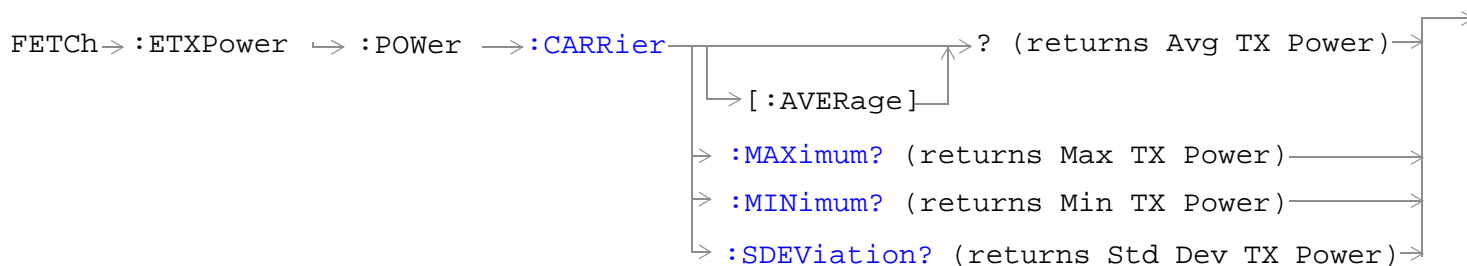 FETCh :ETXPower :POWer :CARRier ? (returns Avg TX Power)
[:AVERage]
:MAXimum? (returns Max TX Power)
:MINimum? (returns Min TX Power)
:SDEViation? (returns Std Dev TX Power)